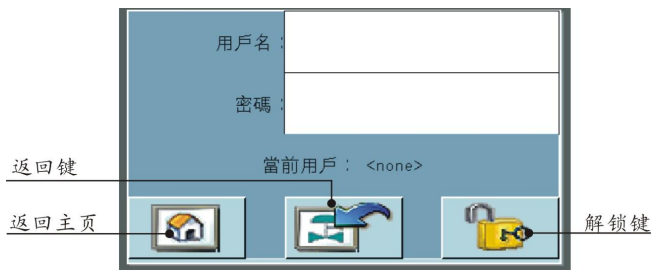 用戶名：
密碼：
當前用戶： <none>
返回键
返回主页
解锁键